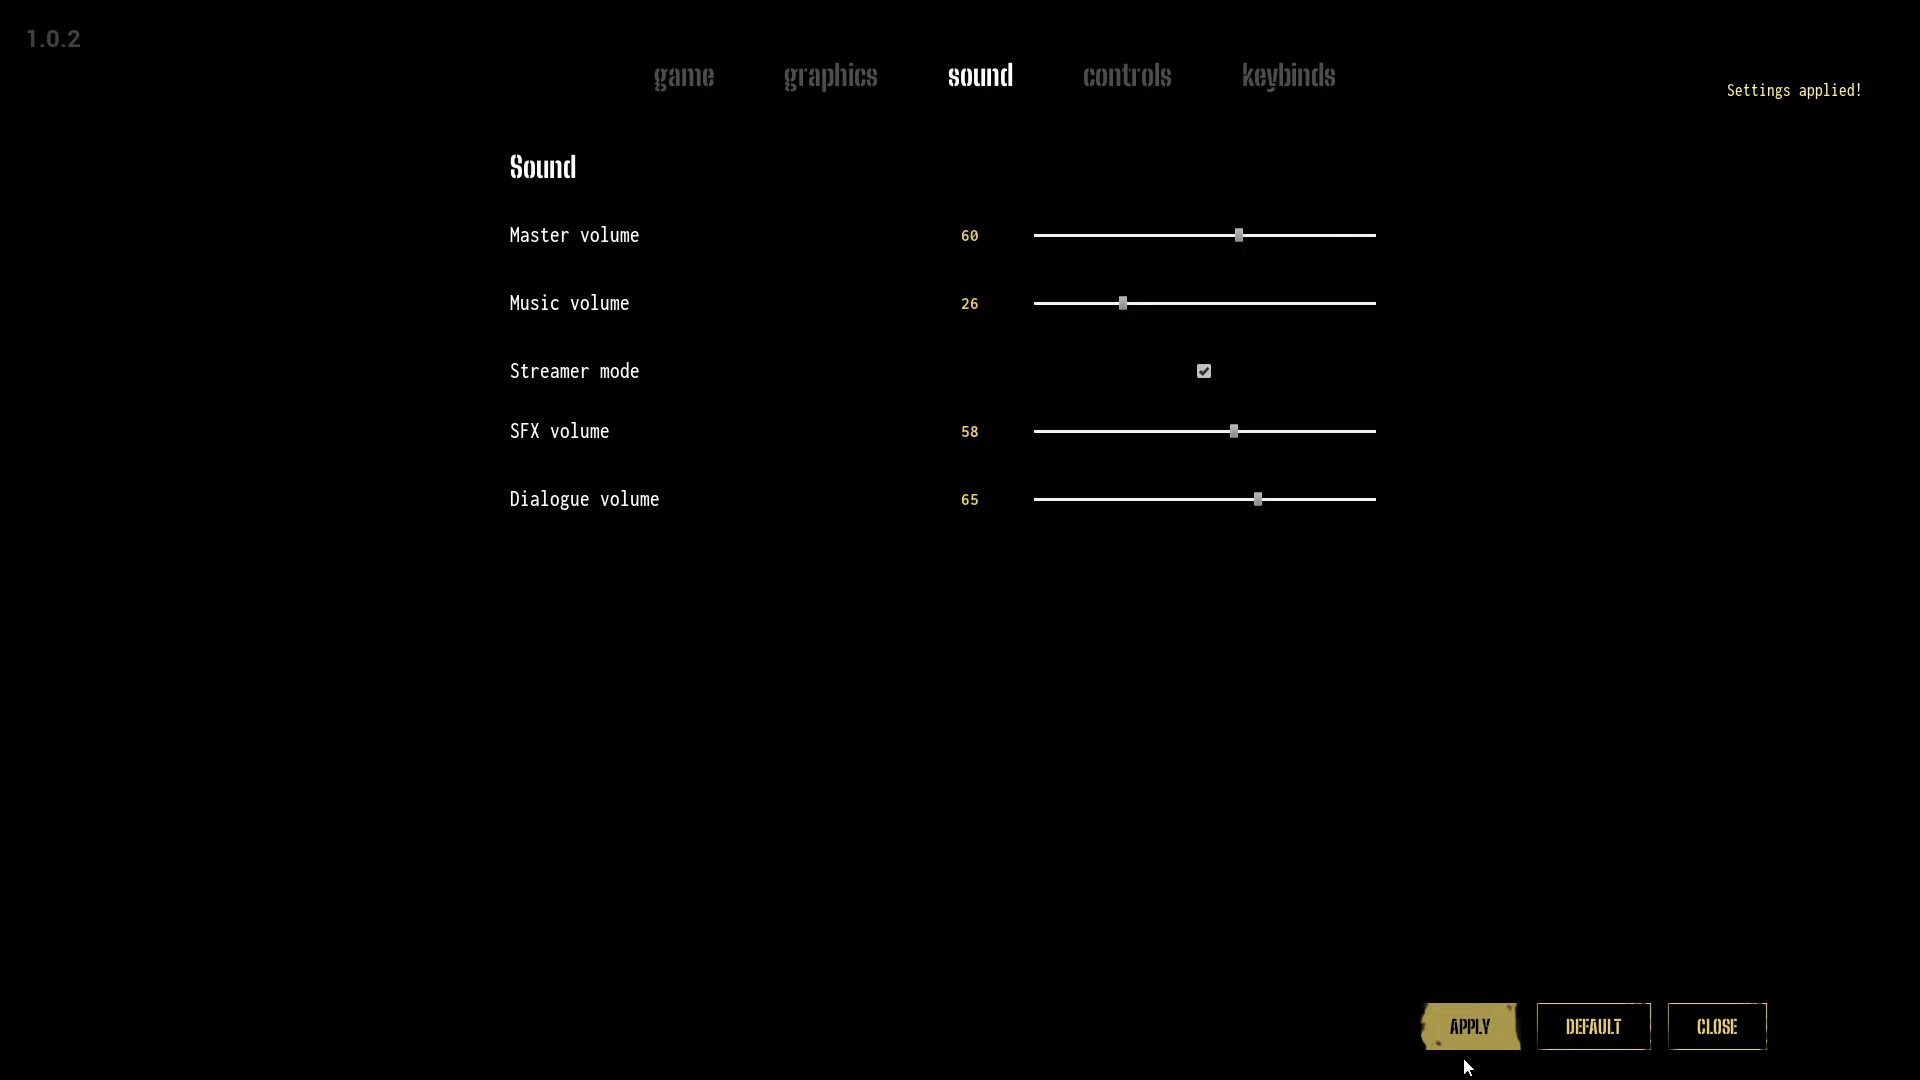 1.0.2
game graphics sound controls keybinds
Settings applied!
Sound
Master volume 60
Music volume 26
Streamer mode
SFX volume 58
Dialogue volume 65
APPLY DEFAULT CLOSE